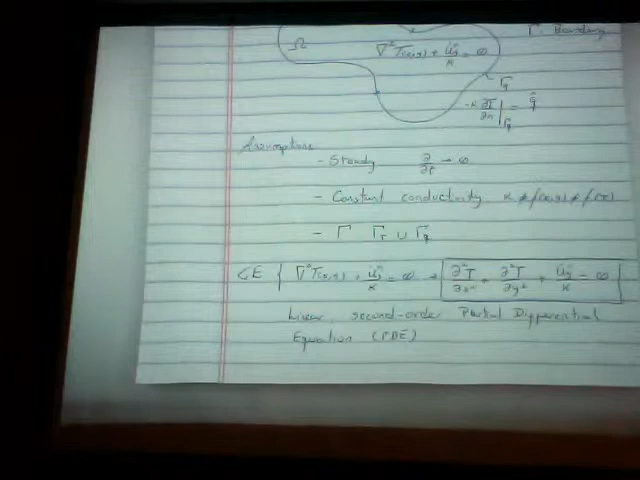 Γ: Boundary
Ω
∇²T(x,y) + u̇g'''/κ = 0
Γq
-κ ∂T/∂n |Γq = q̂
Assumptions
- Steady ∂/∂t → 0
- Constant conductivity κ ≠ f(x,y) ≠ f(T)
- Γ ΓT ∪ Γq
GE { ∇²T(x,y) + u̇g'''/κ = 0 → ∂²T/∂x² + ∂²T/∂y² + u̇g'''/κ = 0
Linear, second-order Partial Differential
Equation (PDE)